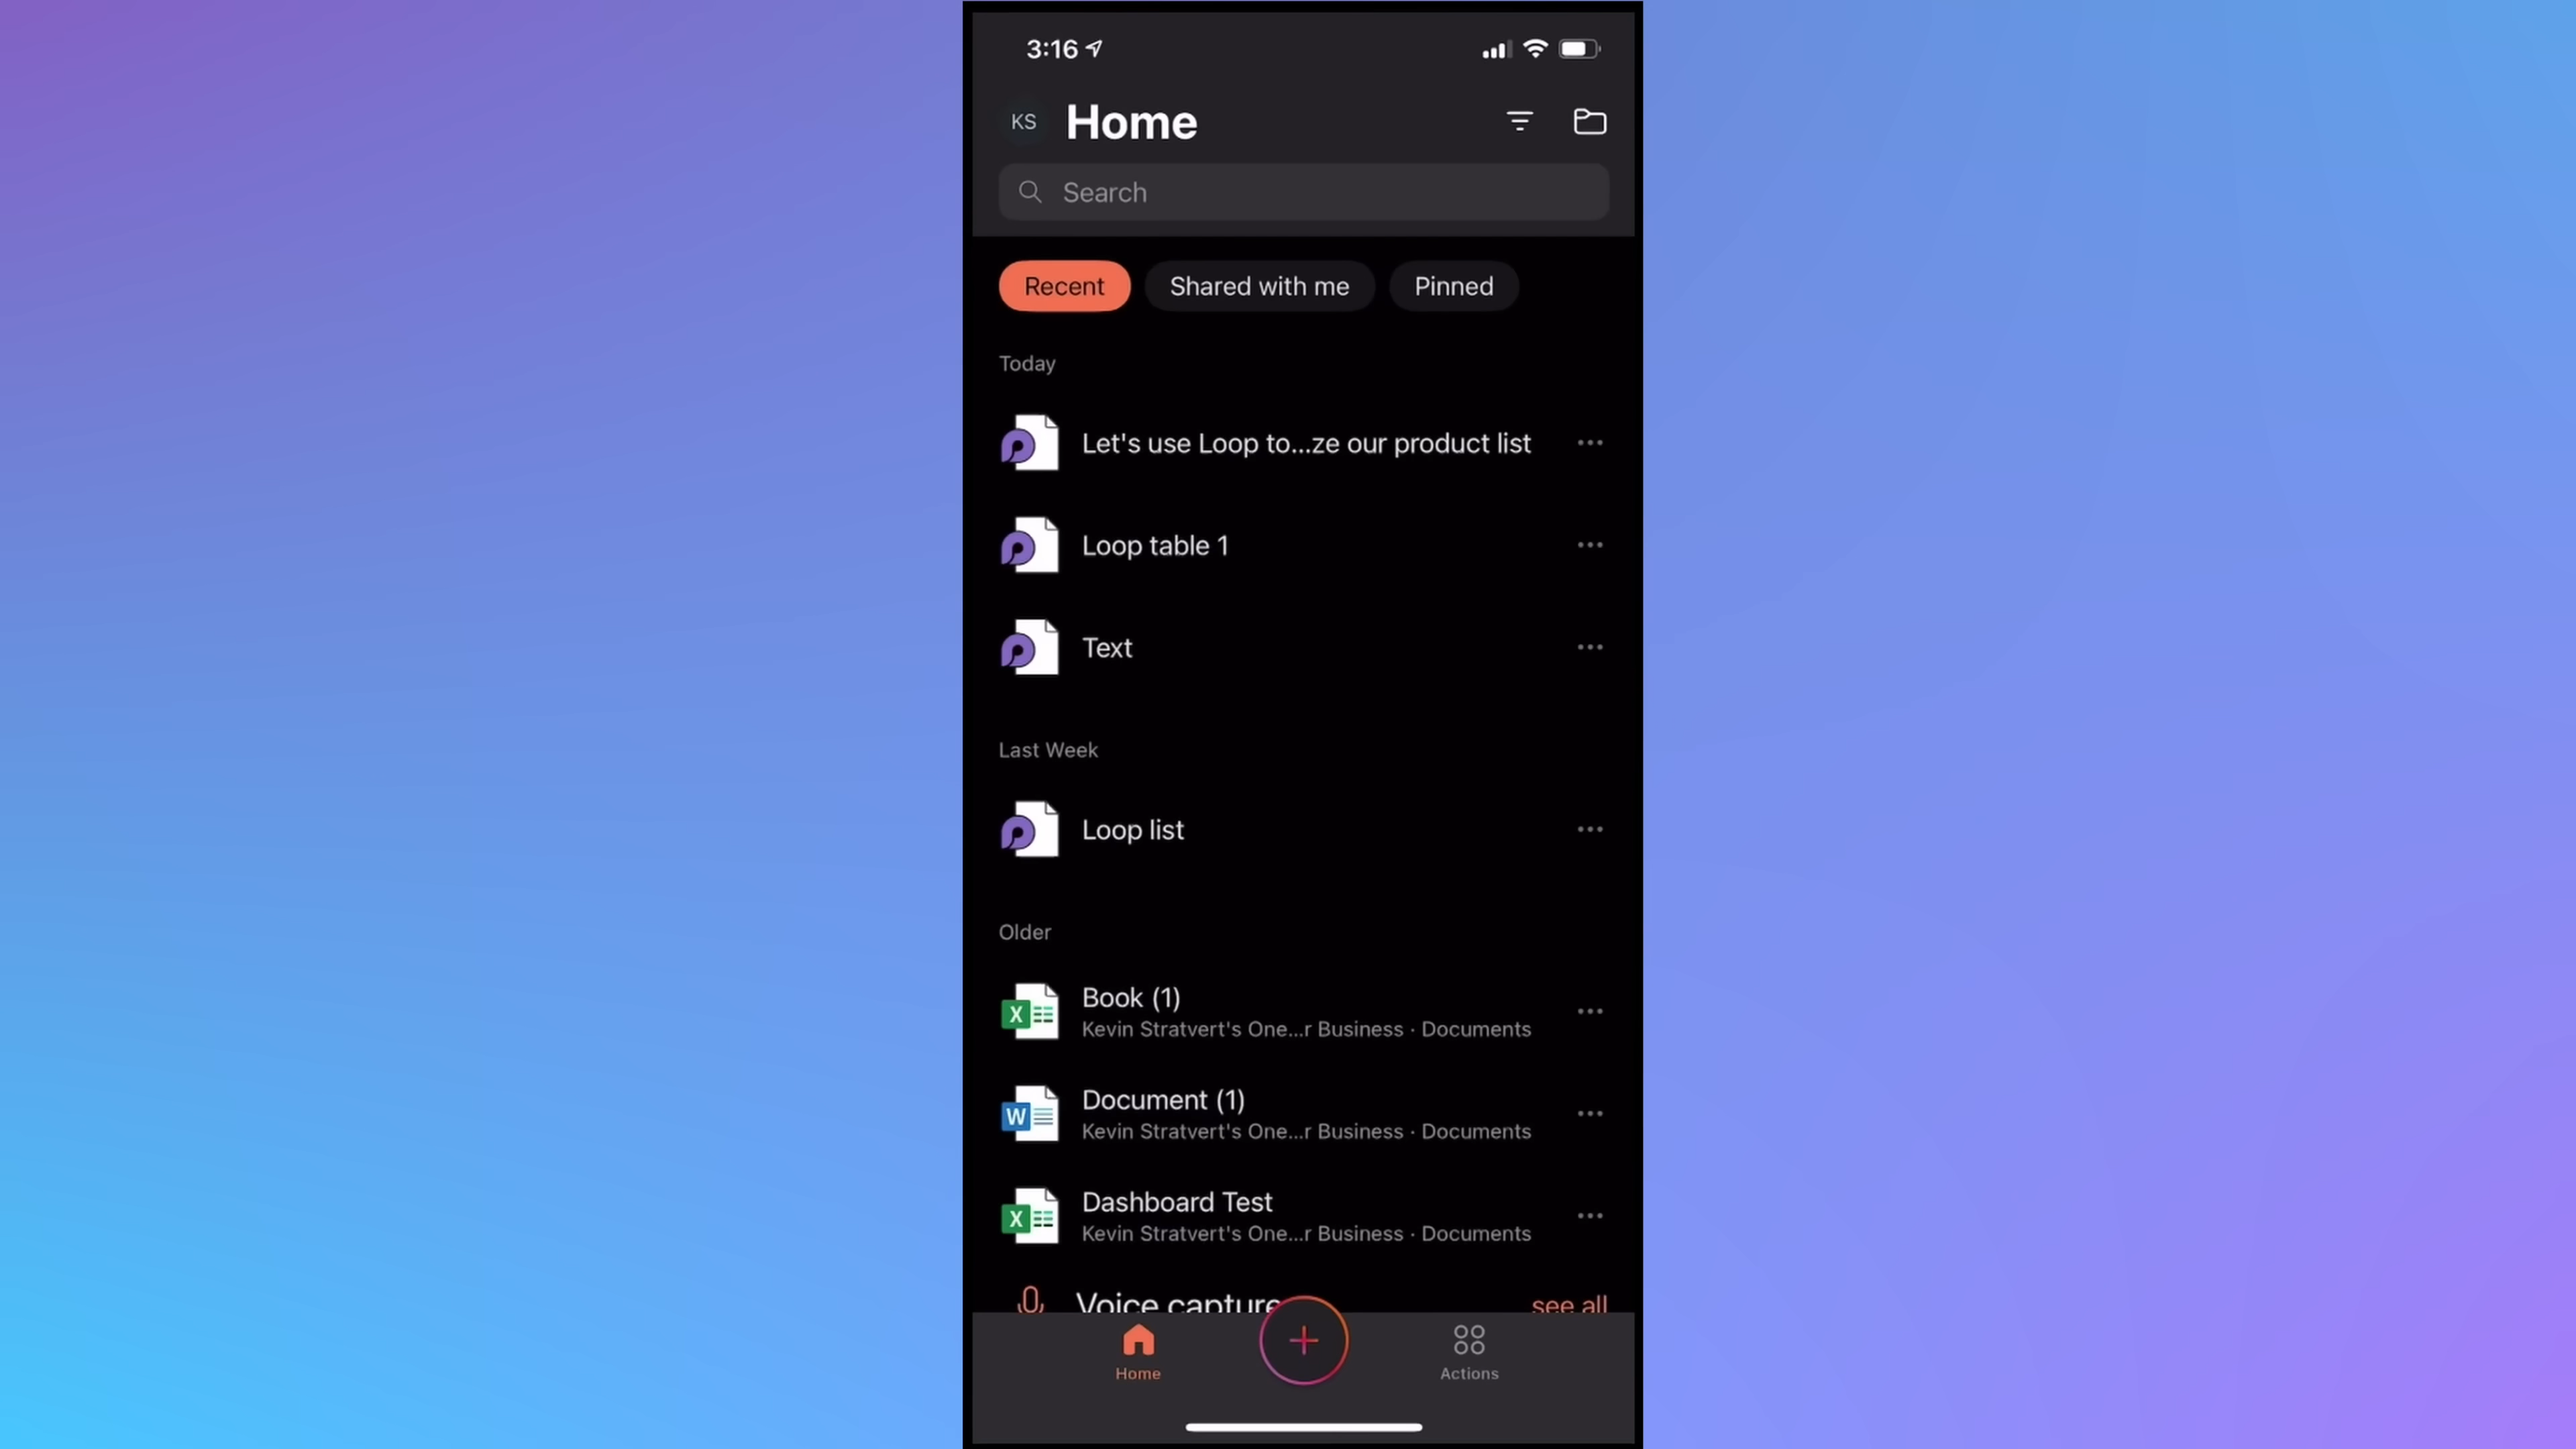 3:16
KS
Home
Search
Recent
Shared with me
Pinned
Today
Let's use Loop to...ze our product list
Loop table 1
Text
Last Week
Loop list
Older
X
Book (1)
Kevin Stratvert's One...r Business · Documents
W
Document (1)
Kevin Stratvert's One...r Business · Documents
X
Dashboard Test
Kevin Stratvert's One...r Business · Documents
Voice capture
see all
Home
Actions